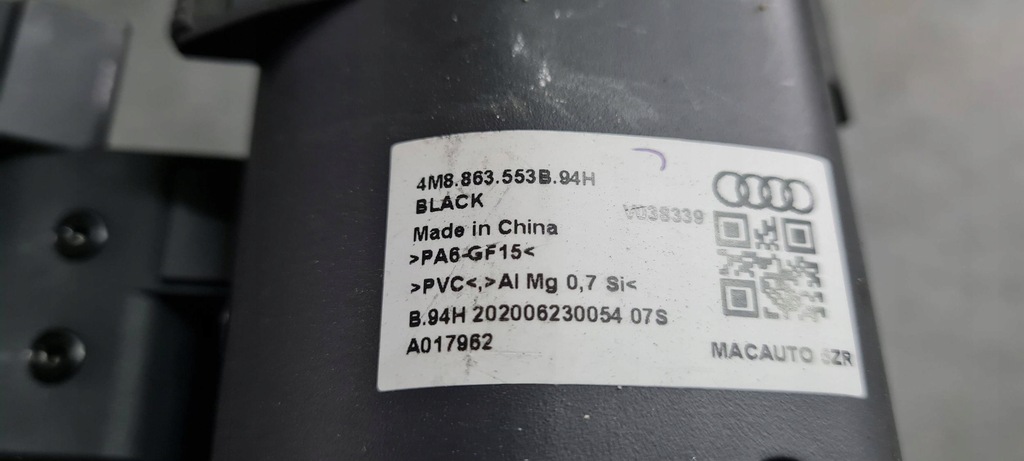 4M8.863.553B.94H
BLACK
V038339
Made in China
>PA6-GF15<
>PVC<,>Al Mg 0,7 Si<
B.94H 202006230054 07S
A017962
MACAUTO